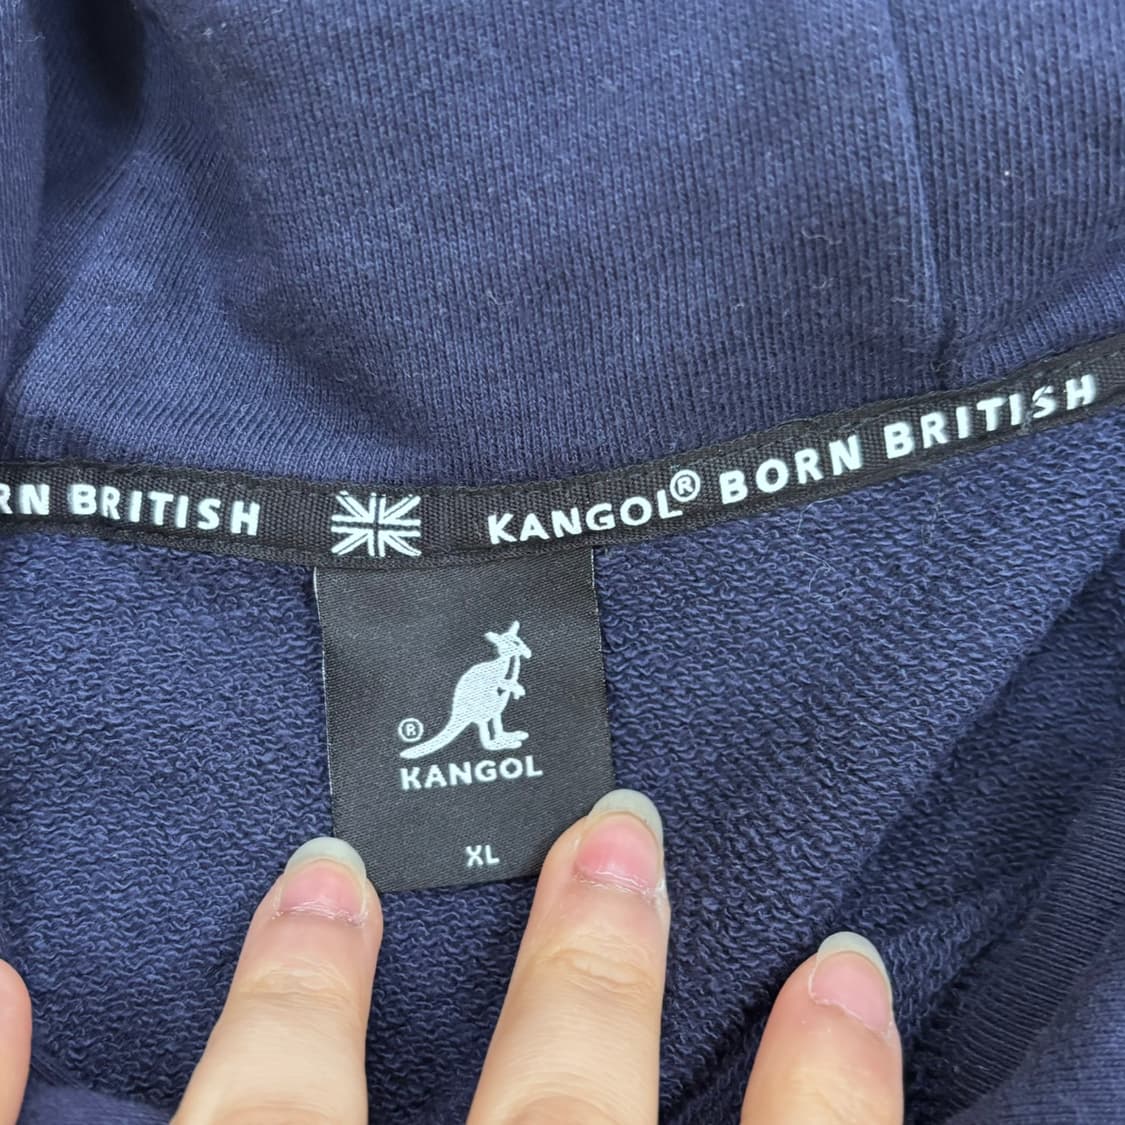 RN BRITISH KANGOL® BORN BRITISH
®
KANGOL
XL